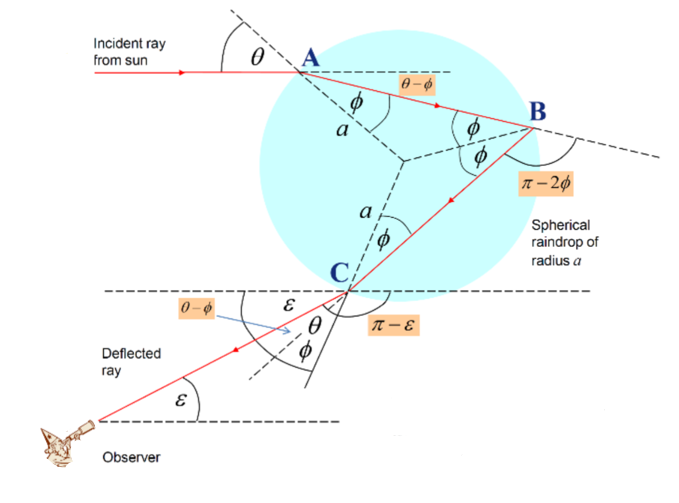 Incident ray
from sun
θ
A
θ − ϕ
ϕ
a
B
ϕ
ϕ
π − 2ϕ
a
ϕ
Spherical
raindrop of
radius a
C
θ − ϕ
ε
θ
π − ε
ϕ
Deflected
ray
ε
Observer